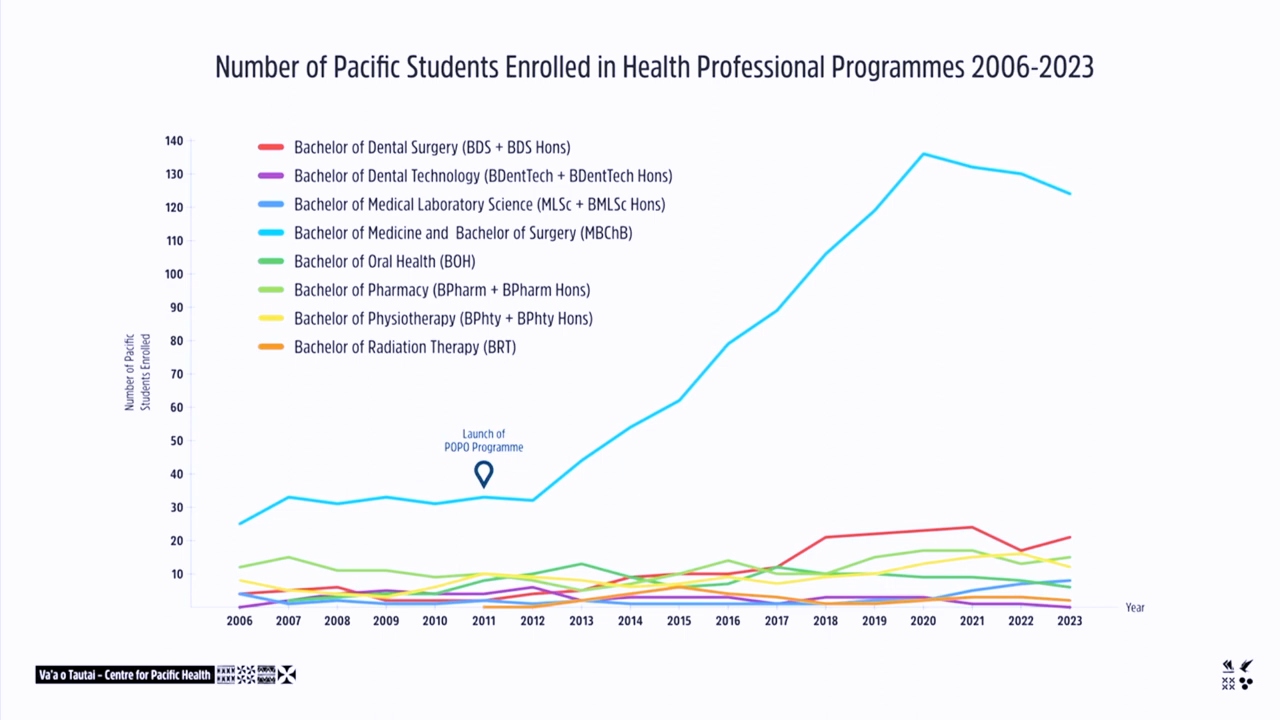 Number of Pacific Students Enrolled in Health Professional Programmes 2006-2023
140
130
120
110
100
90
80
70
60
50
40
30
20
10
Number of Pacific
Students Enrolled
Bachelor of Dental Surgery (BDS + BDS Hons)
Bachelor of Dental Technology (BDentTech + BDentTech Hons)
Bachelor of Medical Laboratory Science (MLSc + BMLSc Hons)
Bachelor of Medicine and Bachelor of Surgery (MBChB)
Bachelor of Oral Health (BOH)
Bachelor of Pharmacy (BPharm + BPharm Hons)
Bachelor of Physiotherapy (BPhty + BPhty Hons)
Bachelor of Radiation Therapy (BRT)
Launch of
POPO Programme
2006 2007 2008 2009 2010 2011 2012 2013 2014 2015 2016 2017 2018 2019 2020 2021 2022 2023
Year
Va'a o Tautai – Centre for Pacific Health